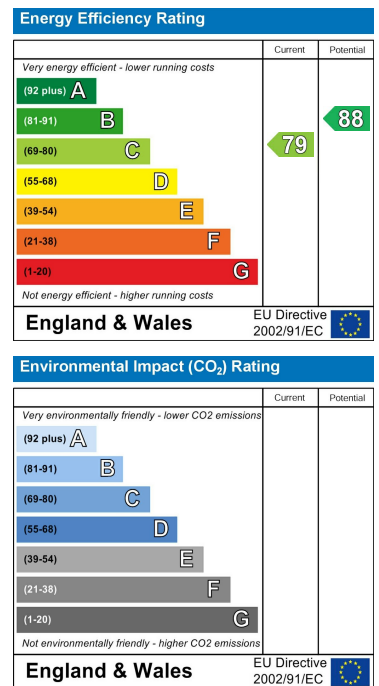 Energy Efficiency Rating
Current Potential
Very energy efficient - lower running costs
(92 plus) A
(81-91) B
(69-80) C
(55-68) D
(39-54) E
(21-38) F
(1-20) G
79
88
Not energy efficient - higher running costs
England & Wales
EU Directive
2002/91/EC
Environmental Impact (CO₂) Rating
Current Potential
Very environmentally friendly - lower CO2 emissions
(92 plus) A
(81-91) B
(69-80) C
(55-68) D
(39-54) E
(21-38) F
(1-20) G
Not environmentally friendly - higher CO2 emissions
England & Wales
EU Directive
2002/91/EC